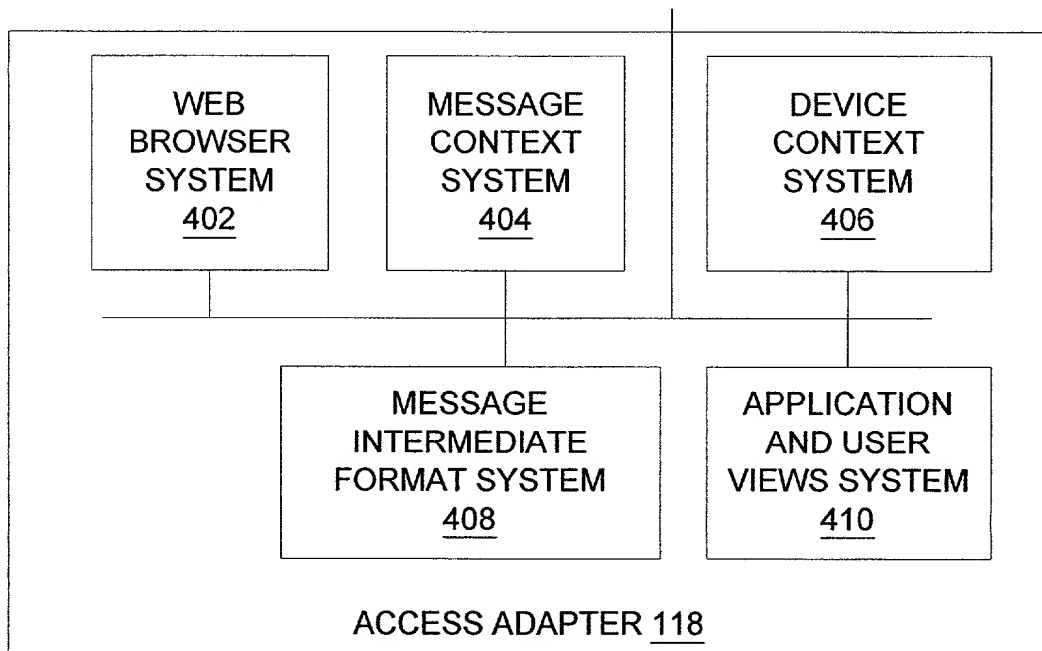 WEB
BROWSER
SYSTEM
402
MESSAGE
CONTEXT
SYSTEM
404
DEVICE
CONTEXT
SYSTEM
406
MESSAGE
INTERMEDIATE
FORMAT SYSTEM
408
APPLICATION
AND USER
VIEWS SYSTEM
410
ACCESS ADAPTER 118